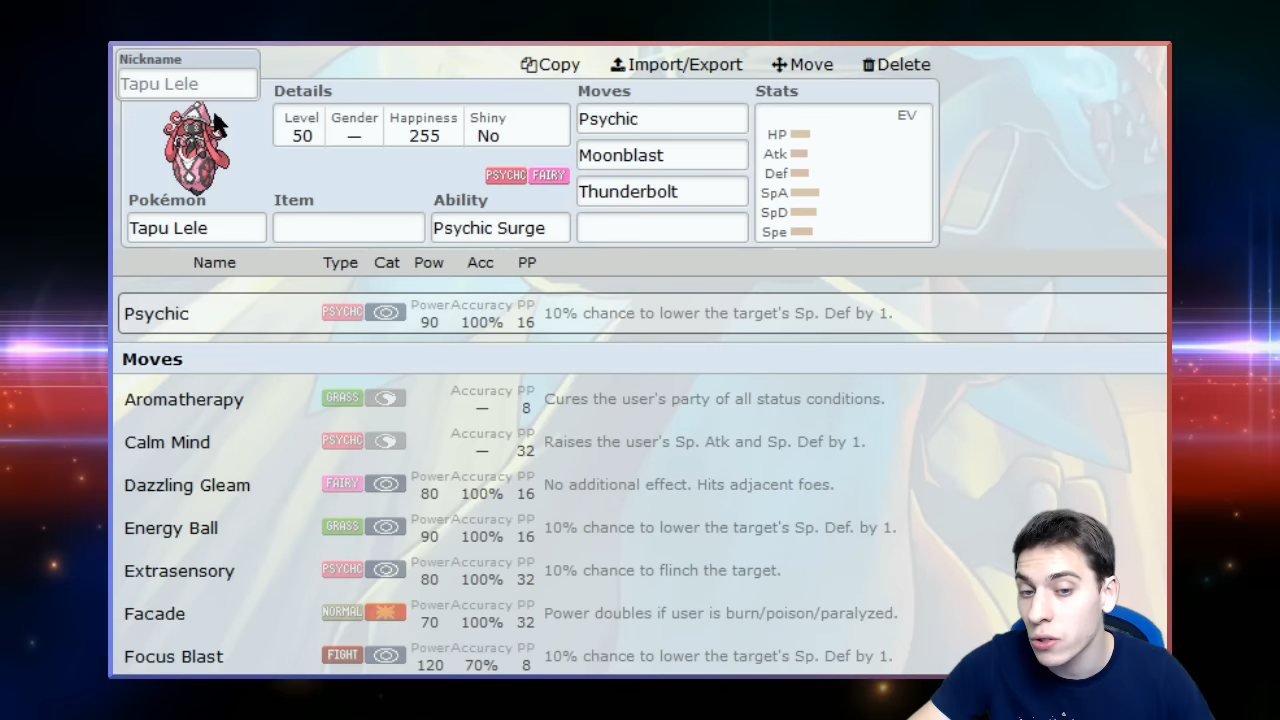 Nickname
Tapu Lele
Copy Import/Export Move Delete
Details Moves Stats
Level Gender Happiness Shiny
50 — 255 No
Psychic
EV
HP
Moonblast
Atk
Def
PSYCHC FAIRY
Thunderbolt
SpA
Pokémon Item Ability
SpD
Tapu Lele Psychic Surge
Spe
Name Type Cat Pow Acc PP
Psychic PSYCHC Power 90 Accuracy 100% PP 16 10% chance to lower the target's Sp. Def by 1.
Moves
Aromatherapy GRASS Accuracy — PP 8 Cures the user's party of all status conditions.
Calm Mind PSYCHC Accuracy — PP 32 Raises the user's Sp. Atk and Sp. Def by 1.
Dazzling Gleam FAIRY Power 80 Accuracy 100% PP 16 No additional effect. Hits adjacent foes.
Energy Ball GRASS Power 90 Accuracy 100% PP 16 10% chance to lower the target's Sp. Def. by 1.
Extrasensory PSYCHC Power 80 Accuracy 100% PP 32 10% chance to flinch the target.
Facade NORMAL Power 70 Accuracy 100% PP 32 Power doubles if user is burn/poison/paralyzed.
Focus Blast FIGHT Power 120 Accuracy 70% PP 8 10% chance to lower the target's Sp. Def by 1.